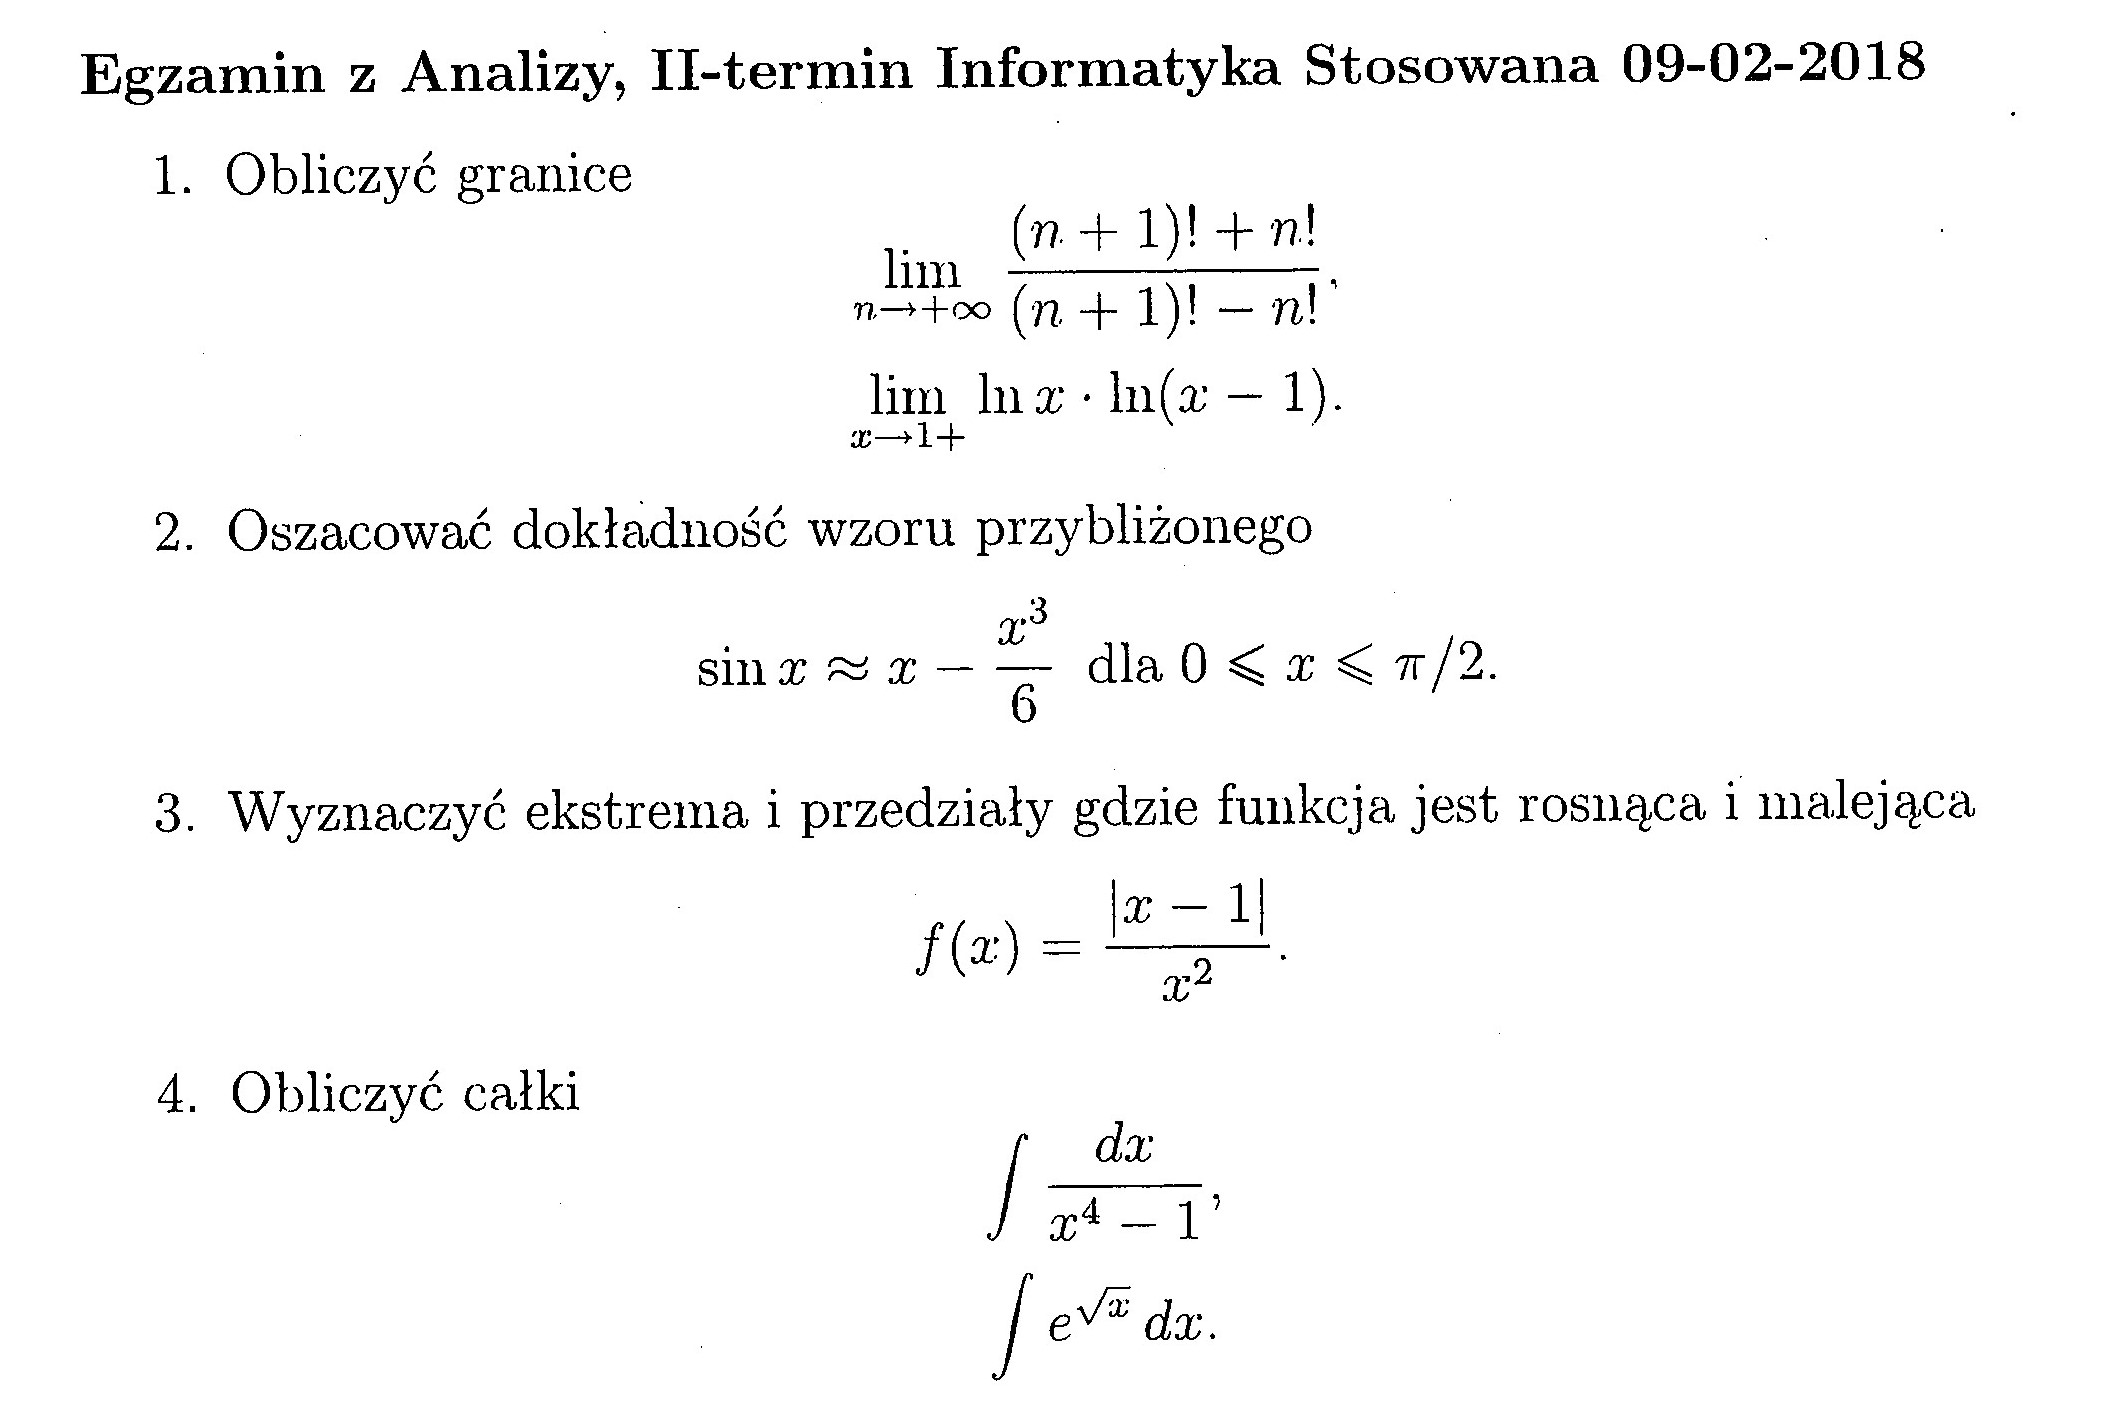 Egzamin z Analizy, II-termin Informatyka Stosowana 09-02-2018
1. Obliczyć granice
\lim_{n \to +\infty} \frac{(n+1)! + n!}{(n+1)! - n!},
\lim_{x \to 1+} \ln x \cdot \ln(x-1).
2. Oszacować dokładność wzoru przybliżonego
\sin x \approx x - \frac{x^3}{6} dla 0 \leqslant x \leqslant \pi/2.
3. Wyznaczyć ekstrema i przedziały gdzie funkcja jest rosnąca i malejąca
f(x) = \frac{|x-1|}{x^2}.
4. Obliczyć całki
\int \frac{dx}{x^4-1},
\int e^{\sqrt{x}} dx.